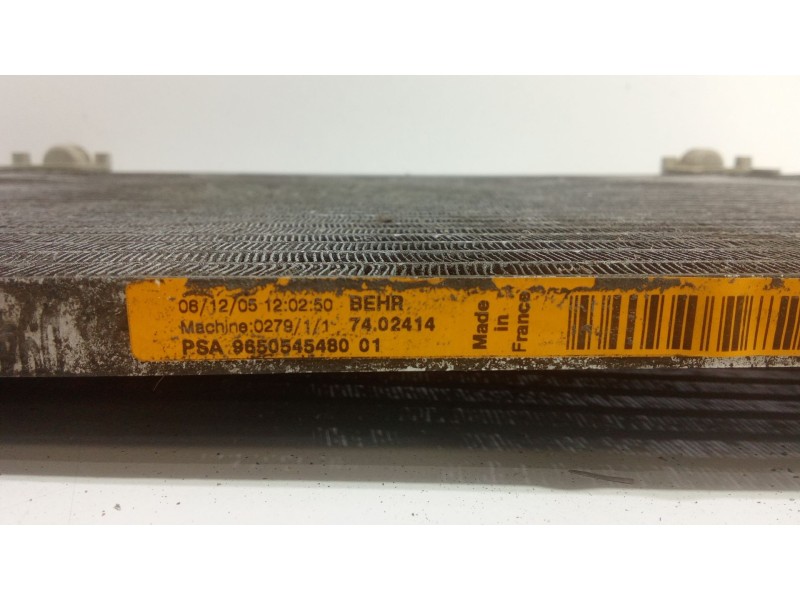 06/12/05 12:02:50 BEHR
Machine:0279/1/1 74.02414
PSA 9650545480 01
Made
in
France